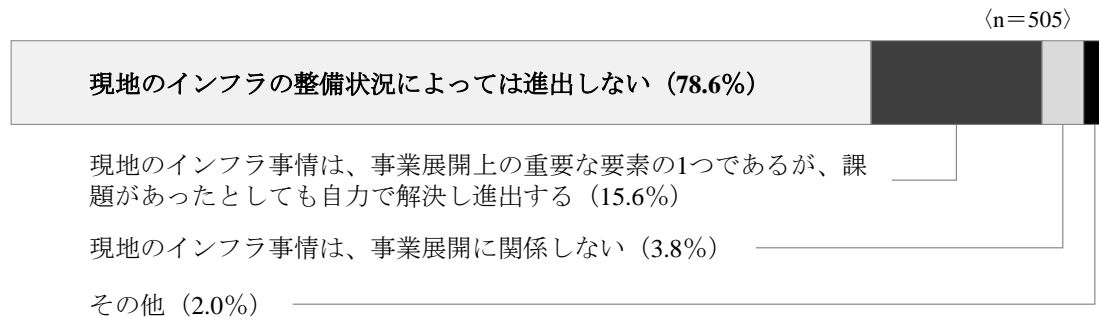 〈n＝505〉
現地のインフラの整備状況によっては進出しない（78.6％）
現地のインフラ事情は、事業展開上の重要な要素の1つであるが、課
題があったとしても自力で解決し進出する（15.6％）
現地のインフラ事情は、事業展開に関係しない（3.8％）
その他（2.0％）